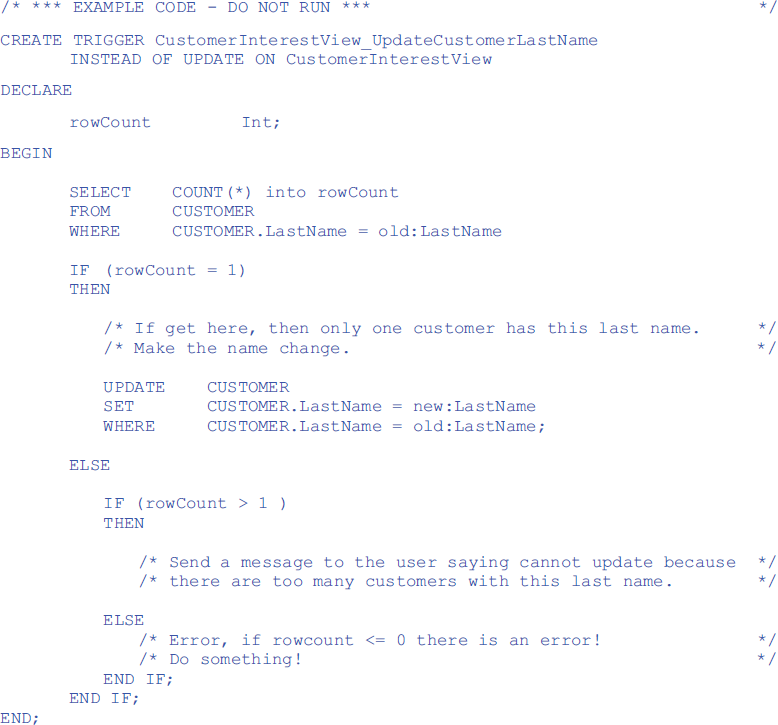 /* *** EXAMPLE CODE - DO NOT RUN *** */
CREATE TRIGGER CustomerInterestView_UpdateCustomerLastName
INSTEAD OF UPDATE ON CustomerInterestView
DECLARE
rowCount Int;
BEGIN
SELECT COUNT(*) into rowCount
FROM CUSTOMER
WHERE CUSTOMER.LastName = old:LastName
IF (rowCount = 1)
THEN
/* If get here, then only one customer has this last name. */
/* Make the name change. */
UPDATE CUSTOMER
SET CUSTOMER.LastName = new:LastName
WHERE CUSTOMER.LastName = old:LastName;
ELSE
IF (rowCount > 1 )
THEN
/* Send a message to the user saying cannot update because */
/* there are too many customers with this last name. */
ELSE
/* Error, if rowcount <= 0 there is an error! */
/* Do something! */
END IF;
END IF;
END;